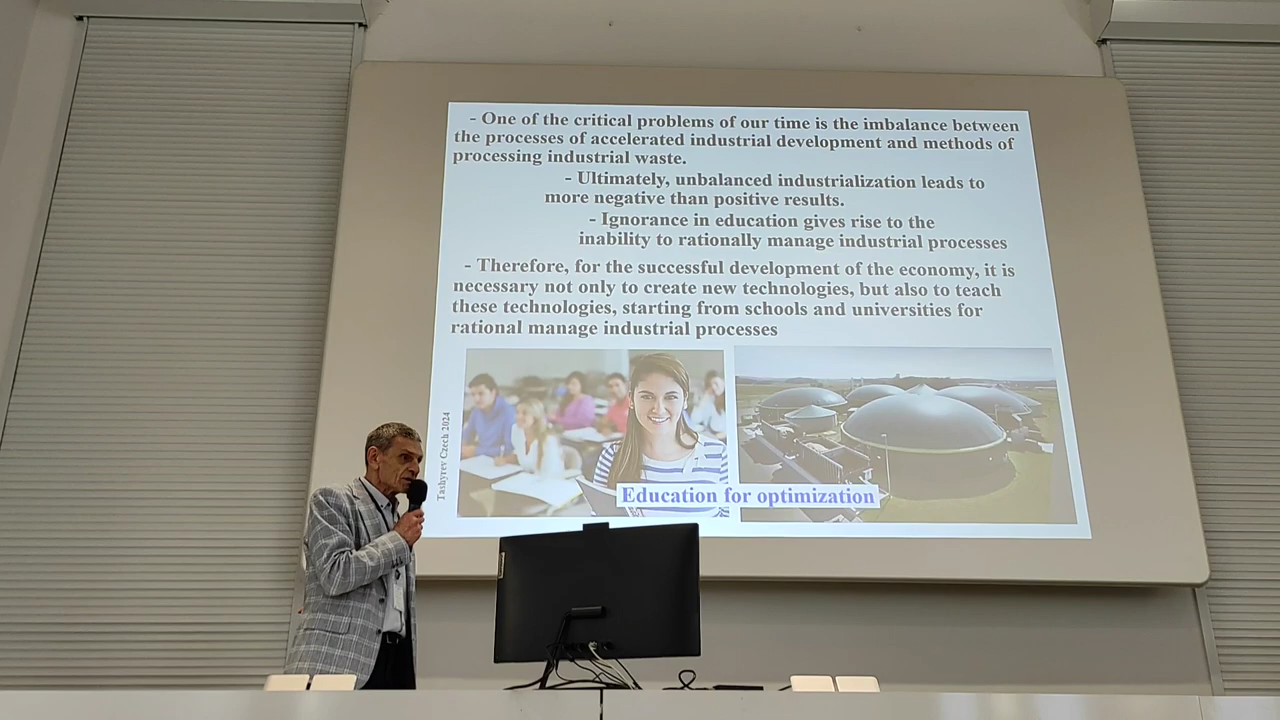 - One of the critical problems of our time is the imbalance between
the processes of accelerated industrial development and methods of
processing industrial waste.
- Ultimately, unbalanced industrialization leads to
more negative than positive results.
- Ignorance in education gives rise to the
inability to rationally manage industrial processes
- Therefore, for the successful development of the economy, it is
necessary not only to create new technologies, but also to teach
these technologies, starting from schools and universities for
rational manage industrial processes
Tashyrev Czech 2024
Education for optimization